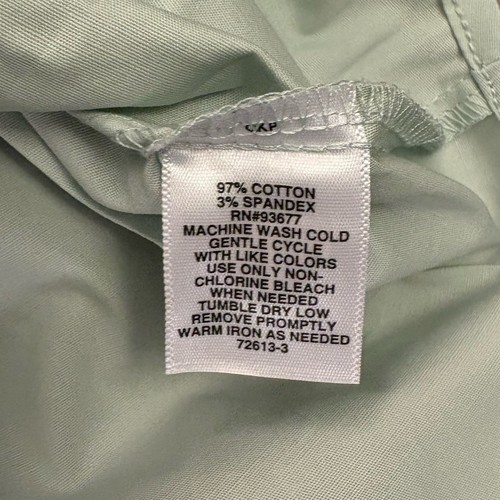 97% COTTON
3% SPANDEX
RN#93677
MACHINE WASH COLD
GENTLE CYCLE
WITH LIKE COLORS
USE ONLY NON-
CHLORINE BLEACH
WHEN NEEDED
TUMBLE DRY LOW
REMOVE PROMPTLY
WARM IRON AS NEEDED
72613-3